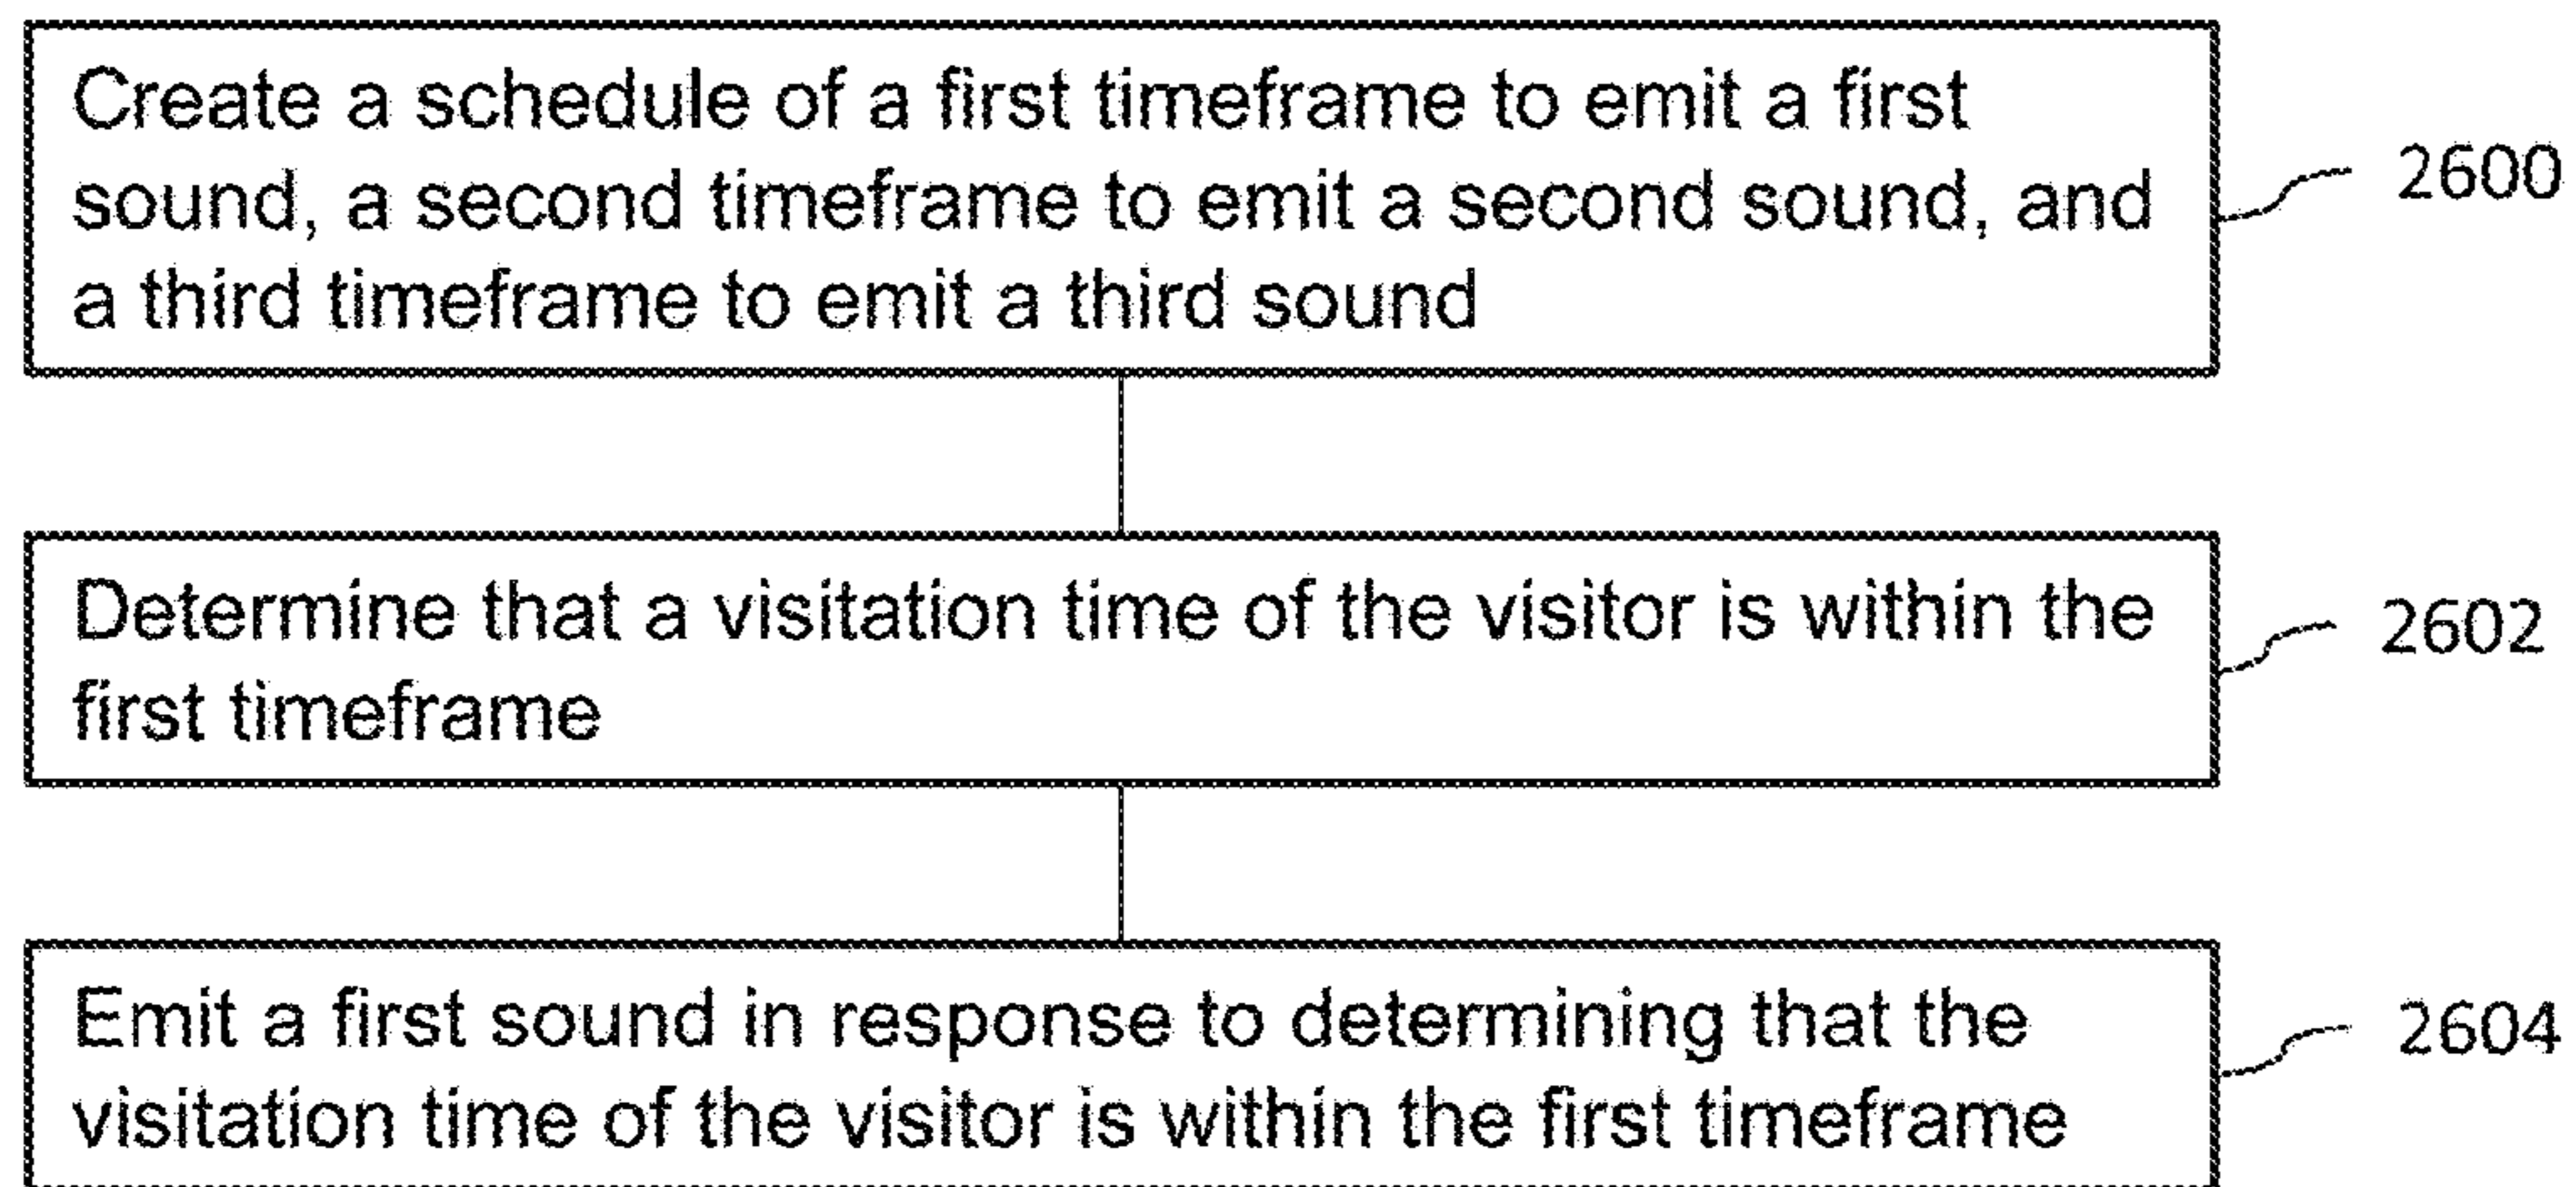 Create a schedule of a first timeframe to emit a first
sound, a second timeframe to emit a second sound, and
a third timeframe to emit a third sound
2600
Determine that a visitation time of the visitor is within the
first timeframe
2602
Emit a first sound in response to determining that the
visitation time of the visitor is within the first timeframe
2604